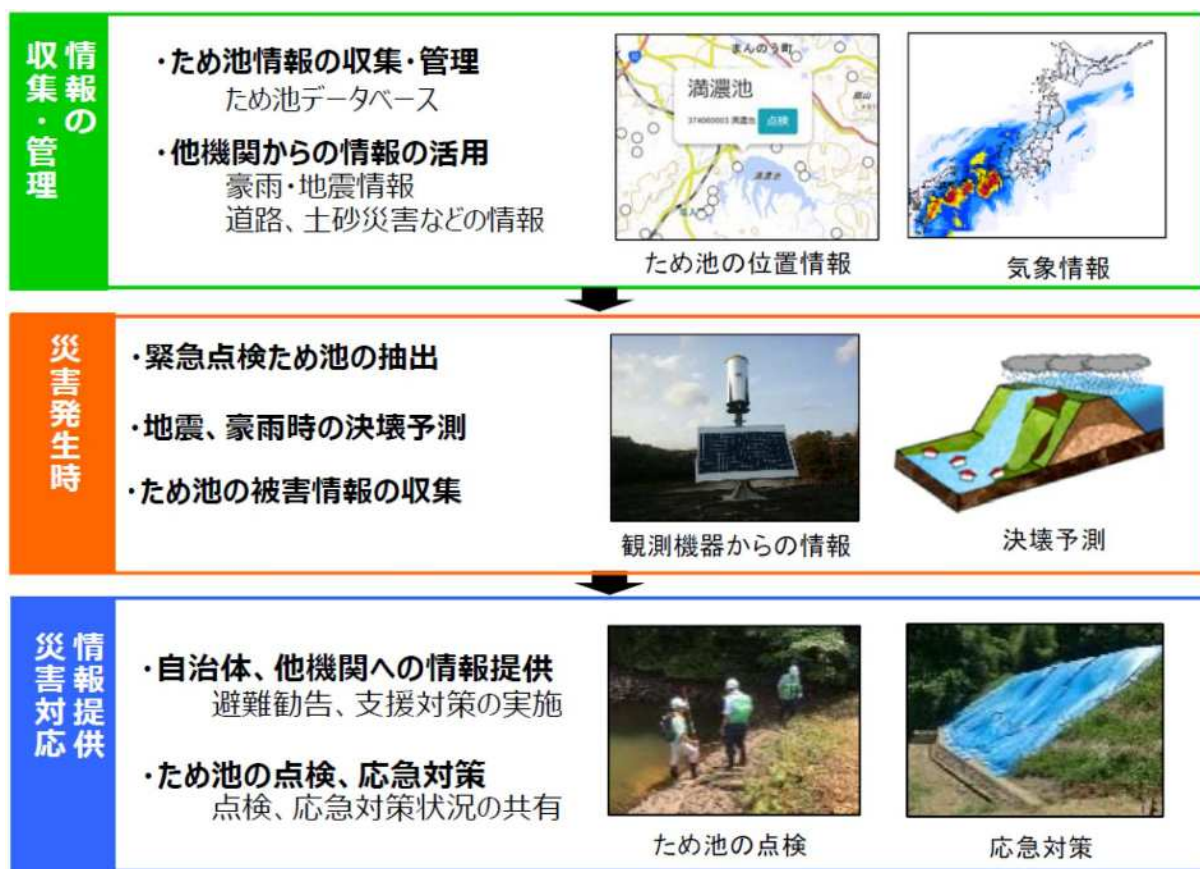 情報の
収集・管理
・ため池情報の収集・管理
ため池データベース
・他機関からの情報の活用
豪雨・地震情報
道路、土砂災害などの情報
まんのう町
満濃池
374060003 満濃池 点検
満濃池
ため池の位置情報
気象情報
災害発生時
・緊急点検ため池の抽出
・地震、豪雨時の決壊予測
・ため池の被害情報の収集
観測機器からの情報
決壊予測
情報提供
災害対応
・自治体、他機関への情報提供
避難勧告、支援対策の実施
・ため池の点検、応急対策
点検、応急対策状況の共有
ため池の点検
応急対策